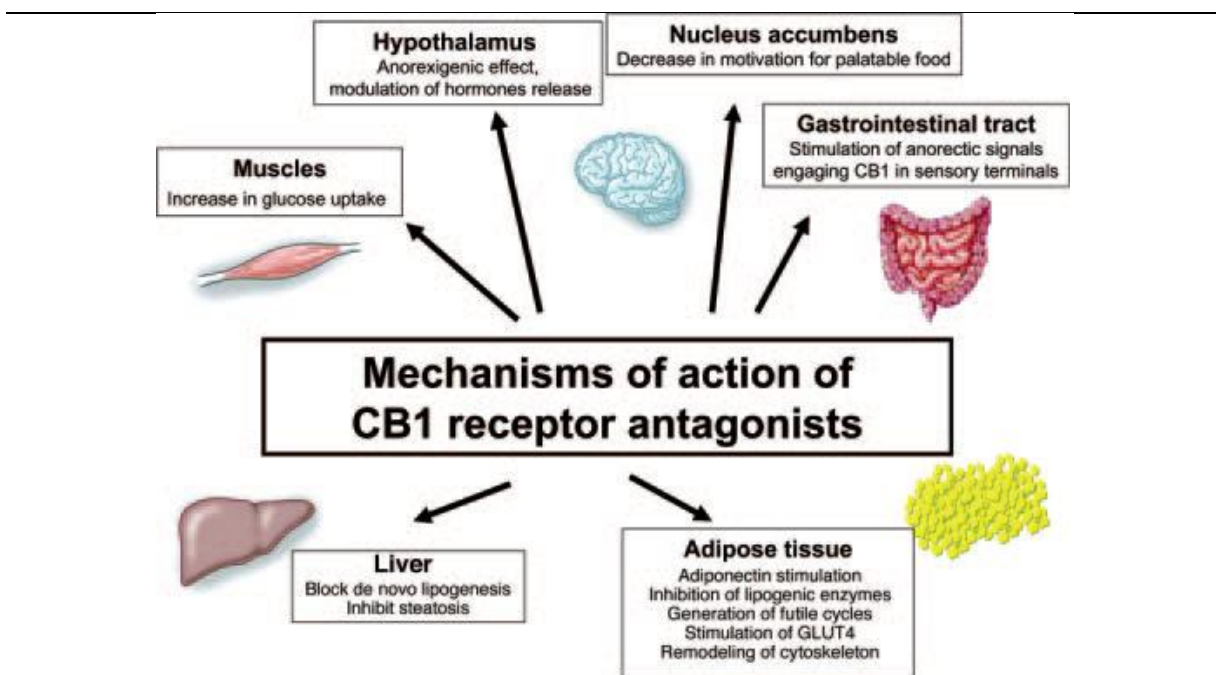 Hypothalamus
Anorexigenic effect,
modulation of hormones release
Nucleus accumbens
Decrease in motivation for palatable food
Gastrointestinal tract
Stimulation of anorectic signals
engaging CB1 in sensory terminals
Muscles
Increase in glucose uptake
Mechanisms of action of
CB1 receptor antagonists
Liver
Block de novo lipogenesis
Inhibit steatosis
Adipose tissue
Adiponectin stimulation
Inhibition of lipogenic enzymes
Generation of futile cycles
Stimulation of GLUT4
Remodeling of cytoskeleton